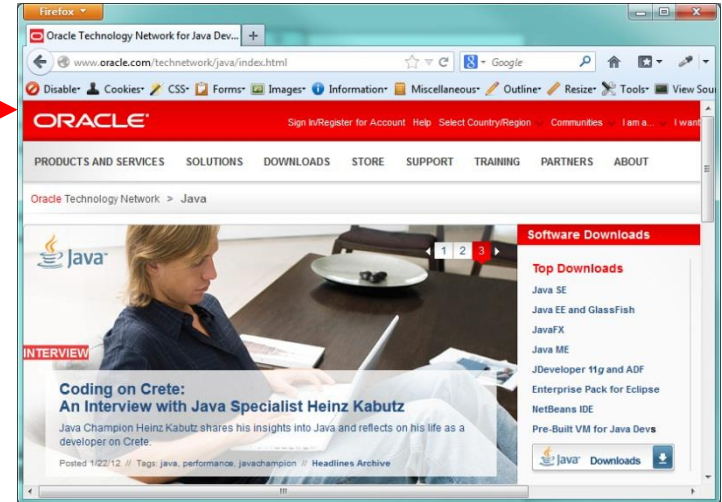 Firefox
Oracle Technology Network for Java Dev...
www.oracle.com/technetwork/java/index.html
Google
Disable Cookies CSS Forms Images Information Miscellaneous Outline Resize Tools View Sour
ORACLE
Sign In/Register for Account Help Select Country/Region Communities I am a... I want
PRODUCTS AND SERVICES SOLUTIONS DOWNLOADS STORE SUPPORT TRAINING PARTNERS ABOUT
Oracle Technology Network > Java
Java
1 2 3
INTERVIEW
Coding on Crete:
An Interview with Java Specialist Heinz Kabutz
Java Champion Heinz Kabutz shares his insights into Java and reflects on his life as a
developer on Crete.
Posted 1/22/12 // Tags: java, performance, javachampion // Headlines Archive
Software Downloads
Top Downloads
Java SE
Java EE and GlassFish
JavaFX
Java ME
JDeveloper 11g and ADF
Enterprise Pack for Eclipse
NetBeans IDE
Pre-Built VM for Java Devs
Java Downloads